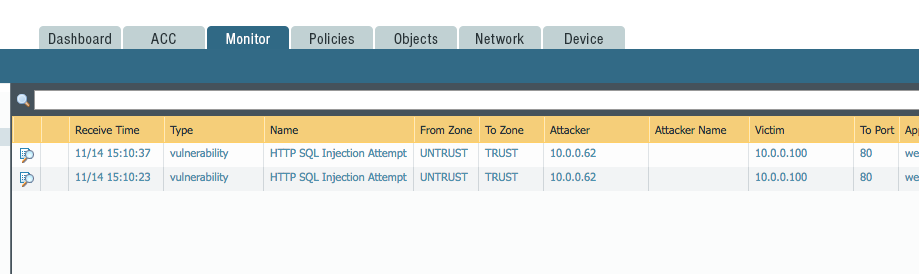 Dashboard ACC Monitor Policies Objects Network Device
Receive Time Type Name From Zone To Zone Attacker Attacker Name Victim To Port
11/14 15:10:37 vulnerability HTTP SQL Injection Attempt UNTRUST TRUST 10.0.0.62 10.0.0.100 80 we
11/14 15:10:23 vulnerability HTTP SQL Injection Attempt UNTRUST TRUST 10.0.0.62 10.0.0.100 80 we